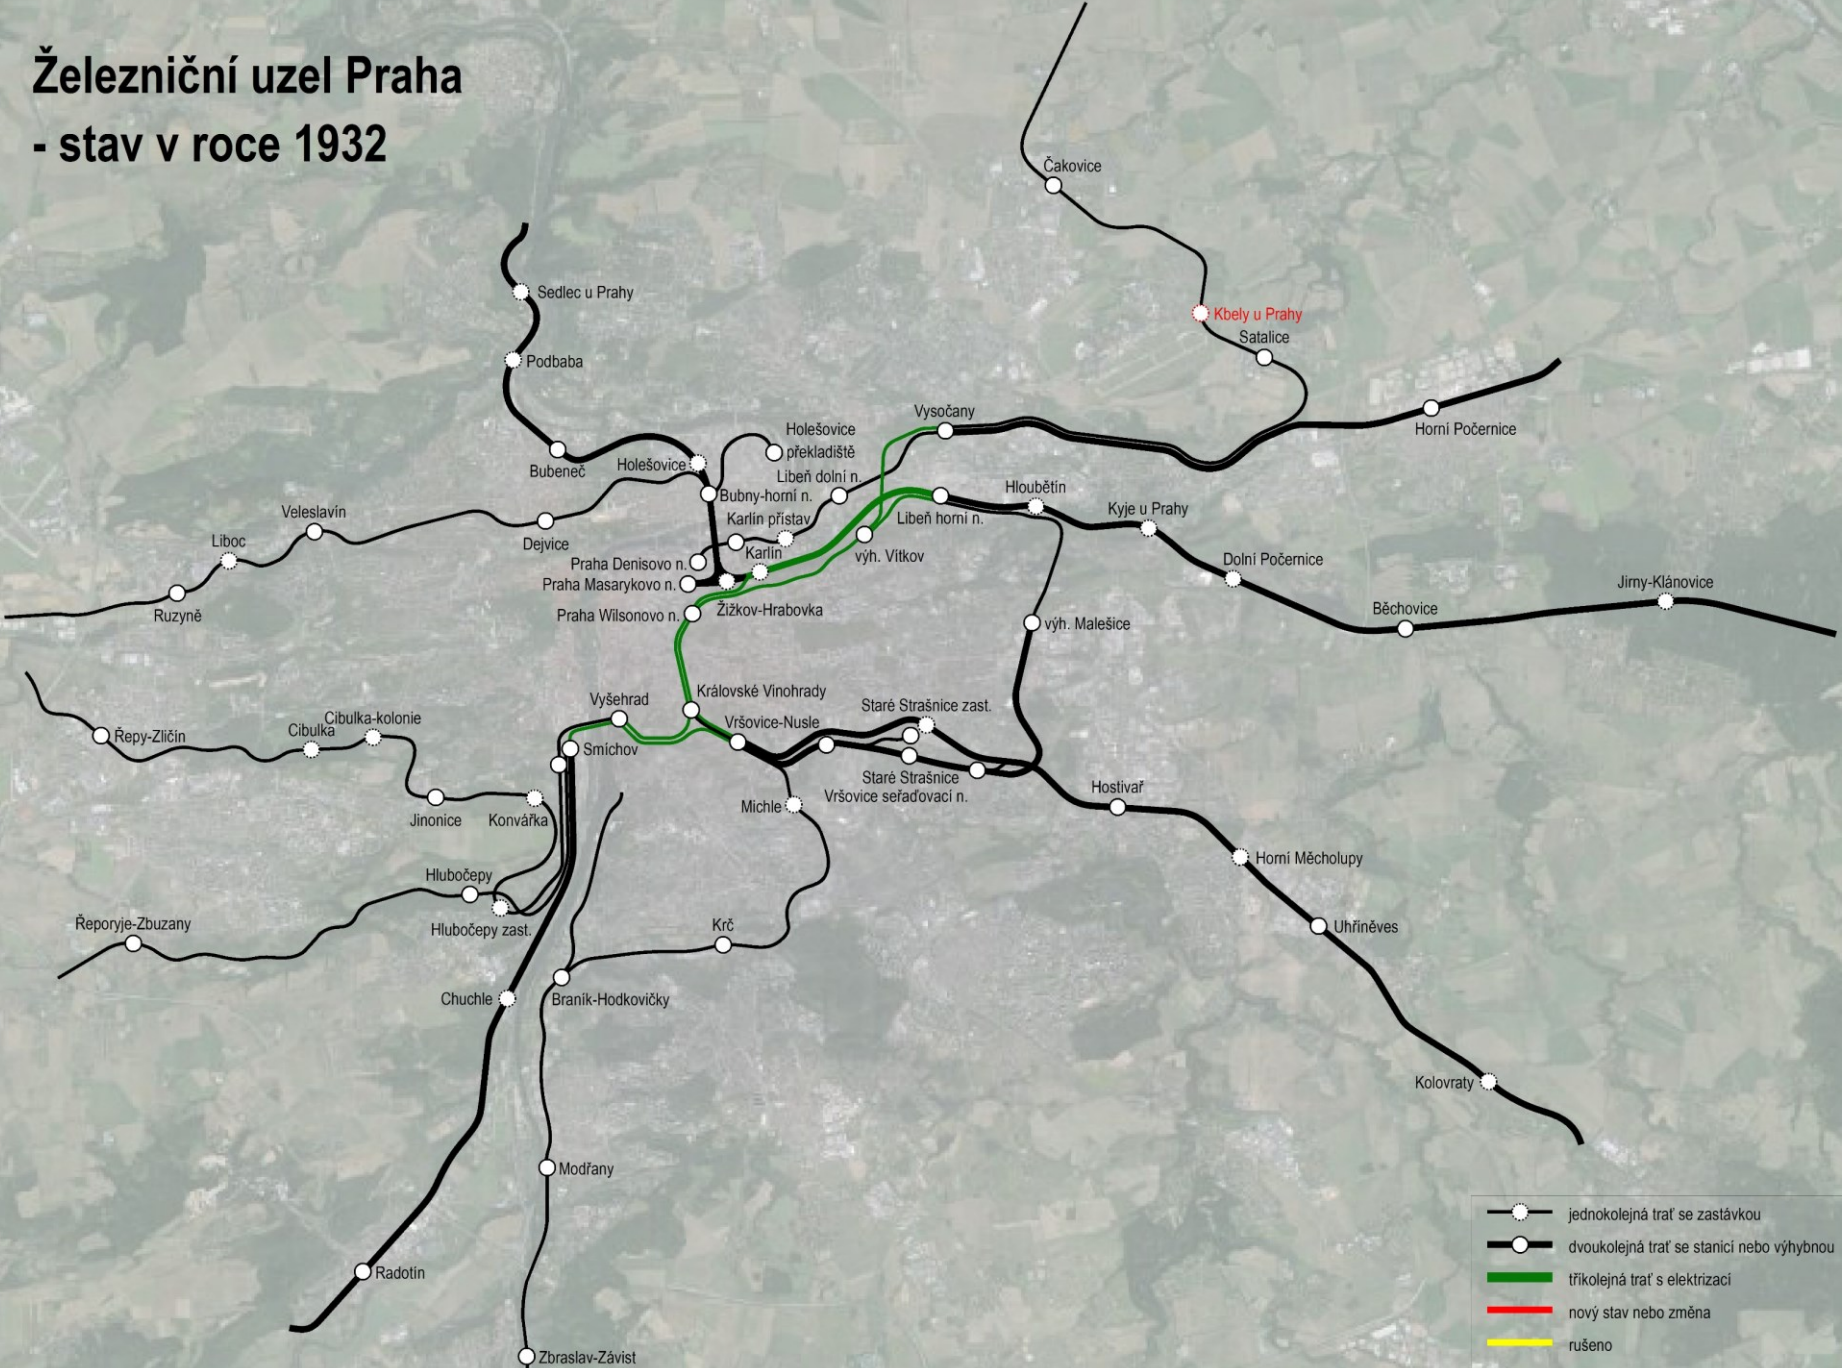 Železniční uzel Praha
- stav v roce 1932
Čakovice
Sedlec u Prahy
Kbely u Prahy
Satalice
Podbaba
Vysočany
Horní Počernice
Holešovice
překladiště
Bubeneč
Holešovice
Libeň dolní n.
Bubny-horní n.
Hloubětín
Kyje u Prahy
Veleslavín
Karlín přístav
Libeň horní n.
Liboc
Dejvice
Karlín
výh. Vítkov
Praha Denisovo n.
Dolní Počernice
Praha Masarykovo n.
Jirny-Klánovice
Ruzyně
Praha Wilsonovo n.
Žižkov-Hrabovka
Běchovice
výh. Malešice
Královské Vinohrady
Vyšehrad
Staré Strašnice zast.
Cibulka-kolonie
Vršovice-Nusle
Cibulka
Řepy-Zličín
Smíchov
Staré Strašnice
Hostivař
Vršovice seřaďovací n.
Michle
Jinonice
Konvářka
Horní Měcholupy
Hlubočepy
Řeporyje-Zbuzany
Hlubočepy zast.
Krč
Uhříněves
Chuchle
Braník-Hodkovičky
Kolovraty
Modřany
Radotín
Zbraslav-Závist
jednokolejná trať se zastávkou
dvoukolejná trať se stanicí nebo výhybnou
tříkolejná trať s elektrizací
nový stav nebo změna
rušeno